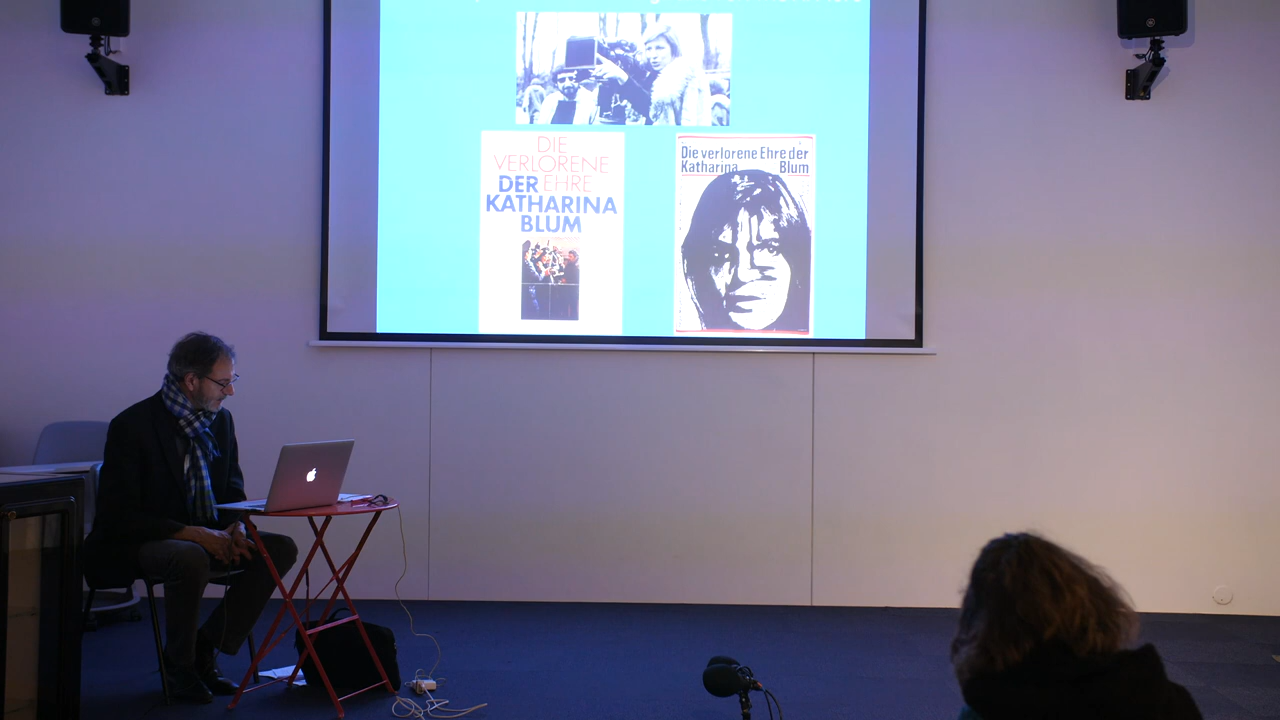 DIE
VERLORENE
DER EHRE
KATHARINA
BLUM
Die verlorene Ehre der
Katharina Blum